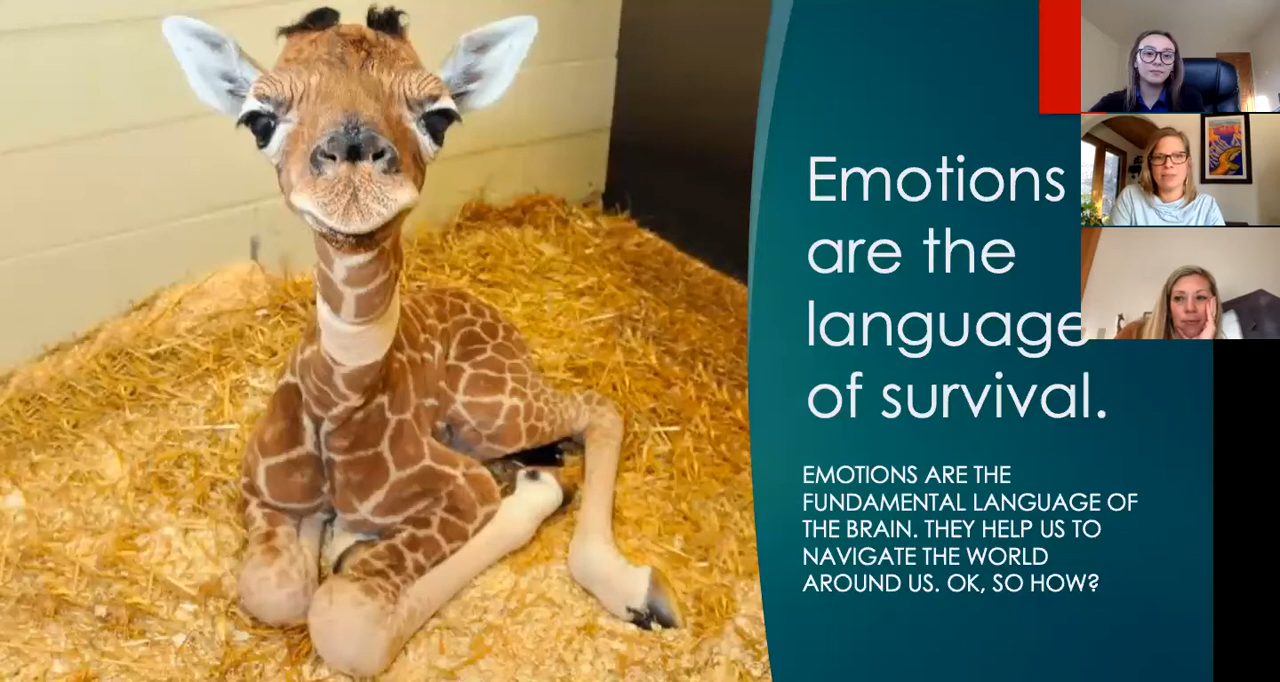 Emotions
are the
language
of survival.
EMOTIONS ARE THE
FUNDAMENTAL LANGUAGE OF
THE BRAIN. THEY HELP US TO
NAVIGATE THE WORLD
AROUND US. OK, SO HOW?